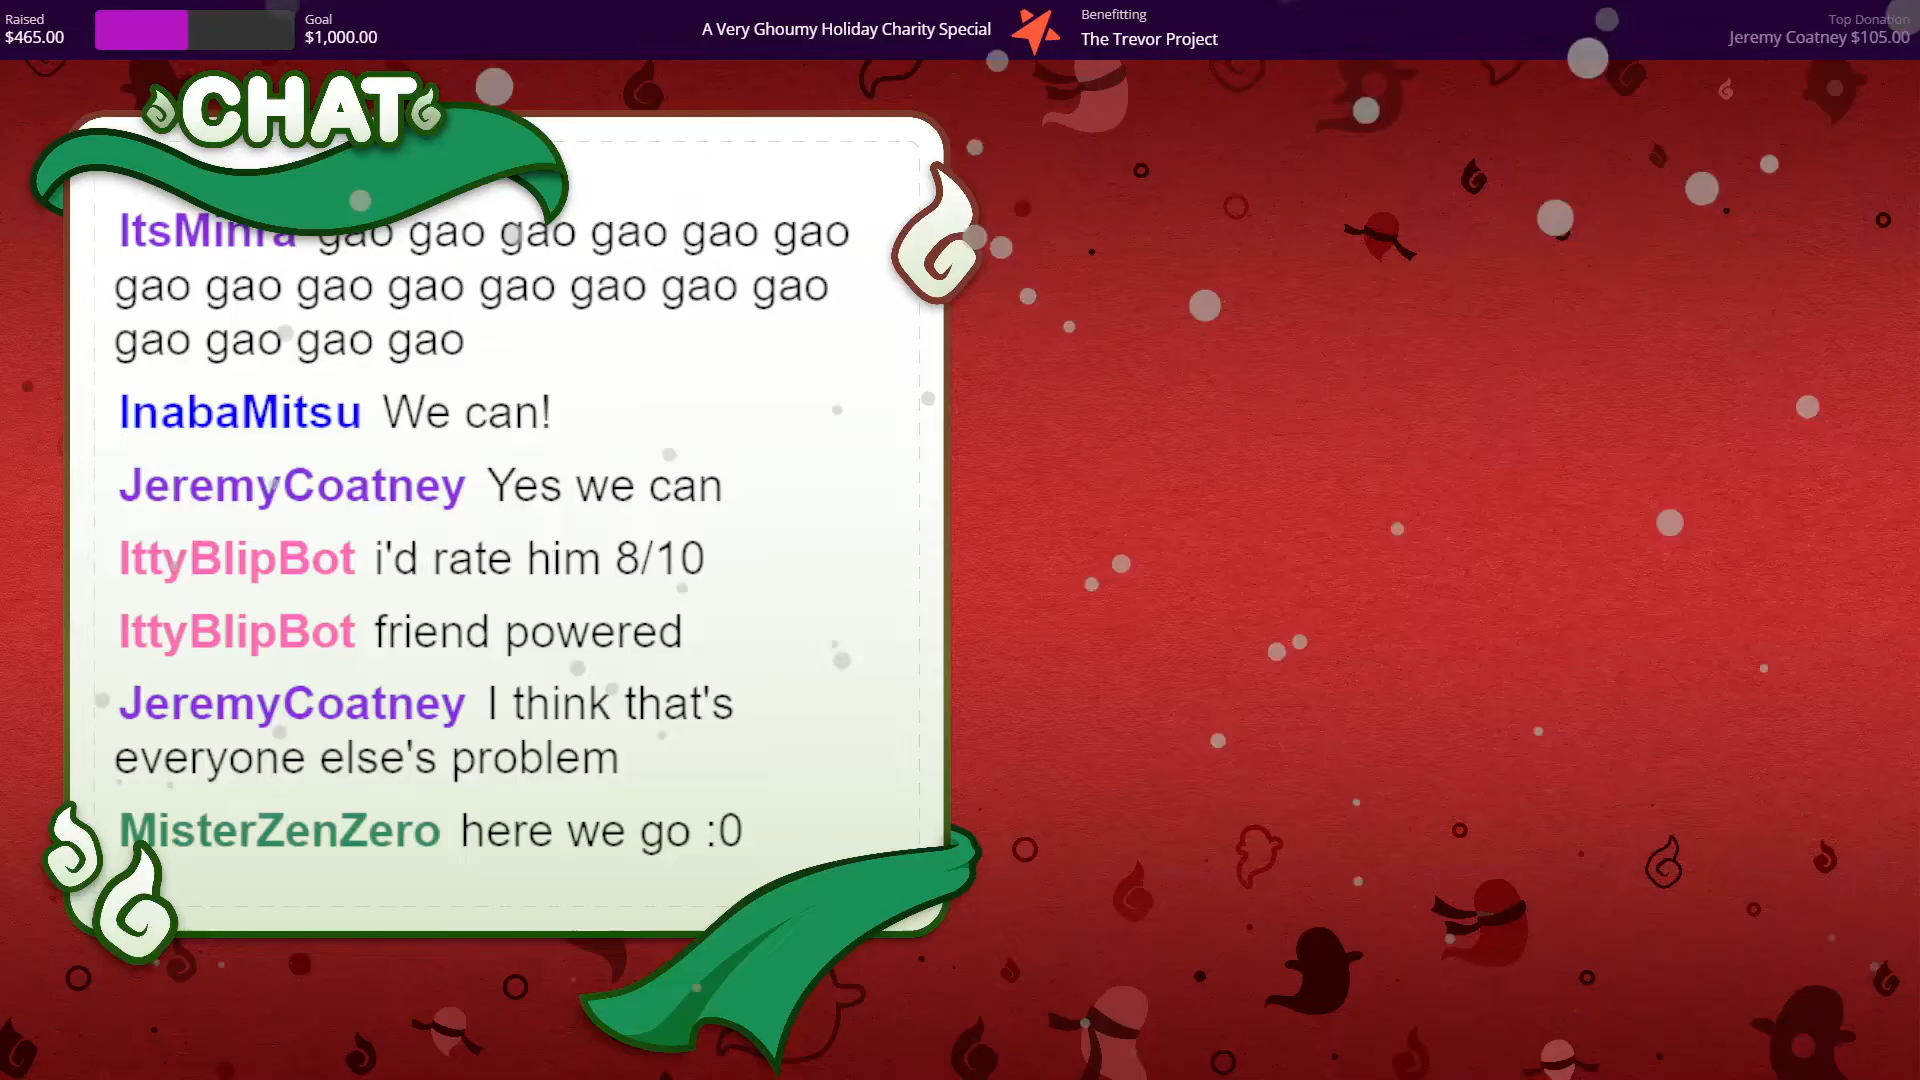 Raised
$465.00
Goal
$1,000.00
A Very Ghoumy Holiday Charity Special
Benefitting
The Trevor Project
Top Donation
Jeremy Coatney $105.00
CHAT
gao gao gao gao gao gao
gao gao gao gao gao gao gao gao
gao gao gao gao
InabaMitsu We can!
JeremyCoatney Yes we can
IttyBlipBot i'd rate him 8/10
IttyBlipBot friend powered
JeremyCoatney I think that's
everyone else's problem
MisterZenZero here we go :0